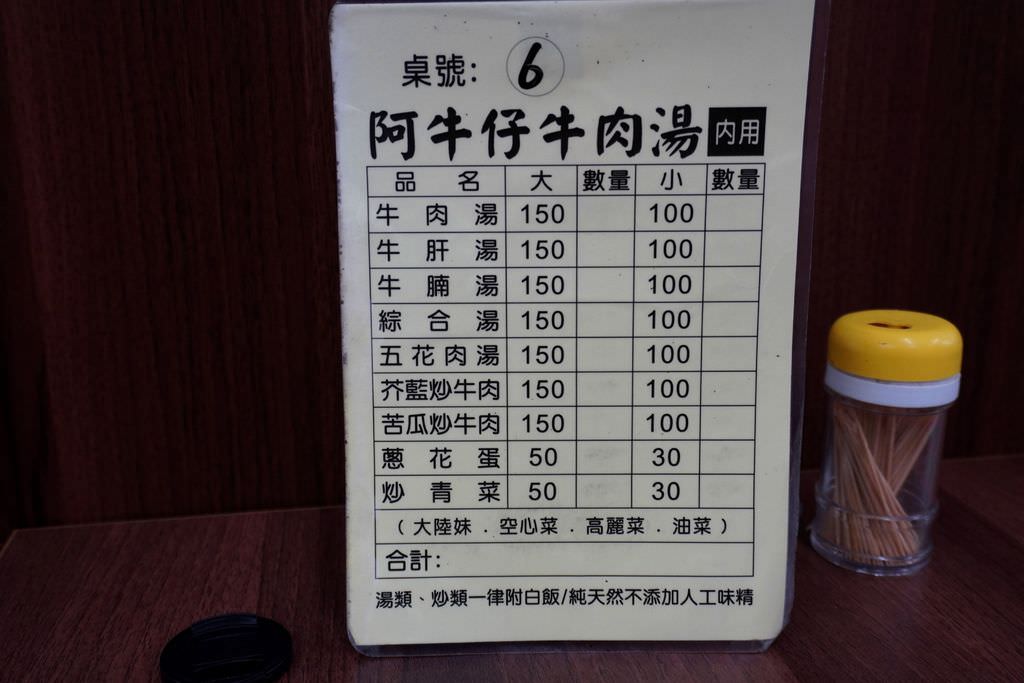 桌號: 6
阿牛仔牛肉湯 內用
品名 大 數量 小 數量
牛肉湯 150 100
牛肝湯 150 100
牛腩湯 150 100
綜合湯 150 100
五花肉湯 150 100
芥藍炒牛肉 150 100
苦瓜炒牛肉 150 100
蔥花蛋 50 30
炒青菜 50 30
( 大陸妹 . 空心菜 . 高麗菜 . 油菜 )
合計:
湯類、炒類一律附白飯/純天然不添加人工味精